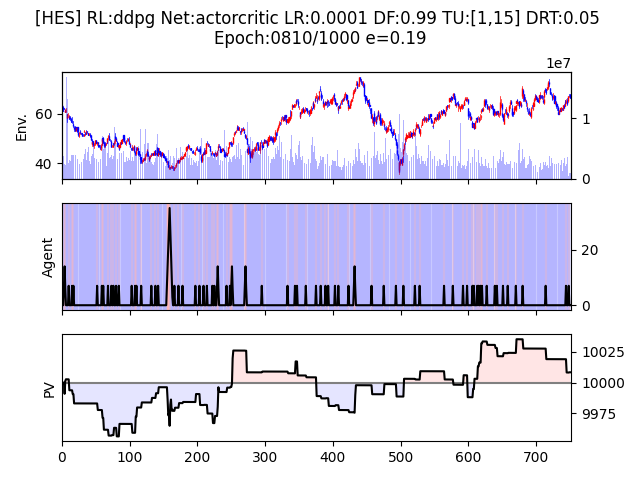 [HES] RL:ddpg Net:actorcritic LR:0.0001 DF:0.99 TU:[1,15] DRT:0.05
Epoch:0810/1000 e=0.19
1e7
Env.
60
40
1
0
Agent
20
0
PV
10025
10000
9975
0 100 200 300 400 500 600 700